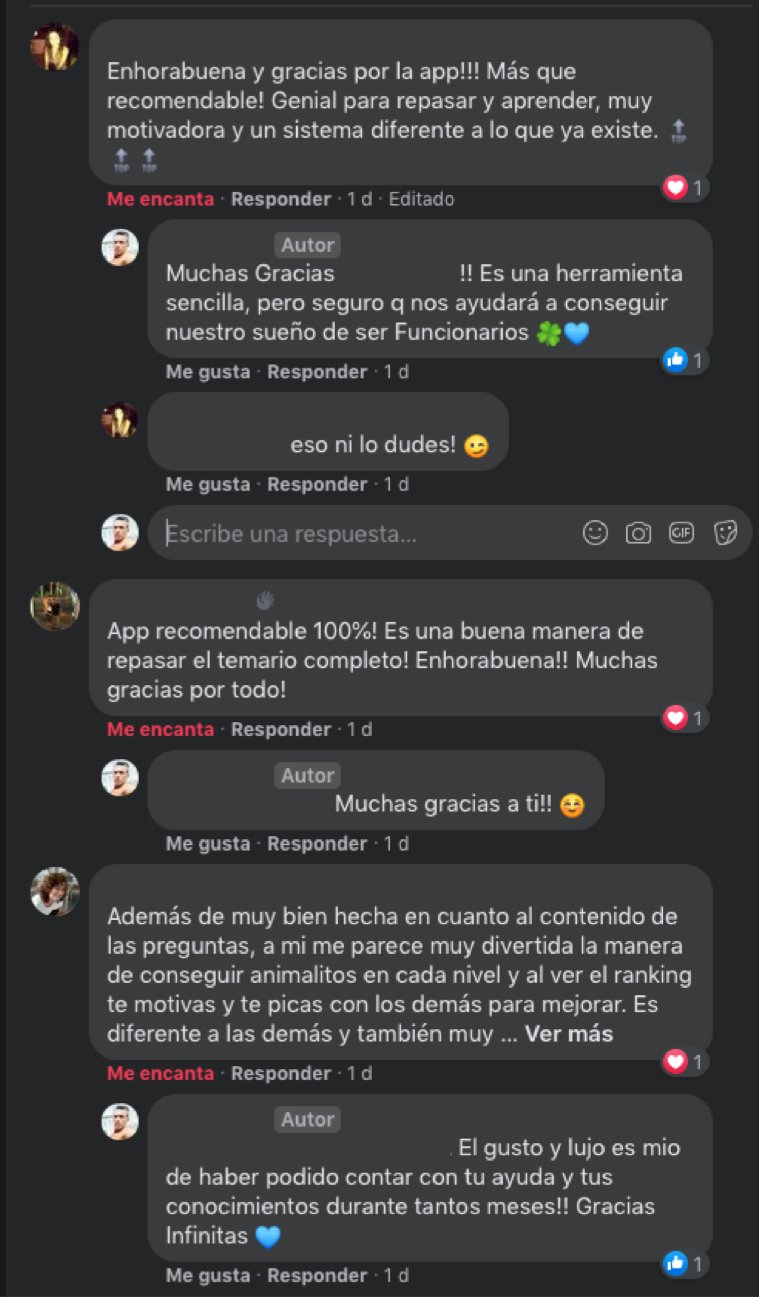 Enhorabuena y gracias por la app!!! Más que
recomendable! Genial para repasar y aprender, muy
motivadora y un sistema diferente a lo que ya existe. 🔝
🔝 🔝
Me encanta · Responder · 1 d · Editado
1
Autor
Muchas Gracias !! Es una herramienta
sencilla, pero seguro q nos ayudará a conseguir
nuestro sueño de ser Funcionarios 🍀💙
1
Me gusta · Responder · 1 d
eso ni lo dudes! 😉
Me gusta · Responder · 1 d
Escribe una respuesta...
GIF
👋🏿
App recomendable 100%! Es una buena manera de
repasar el temario completo! Enhorabuena!! Muchas
gracias por todo!
1
Me encanta · Responder · 1 d
Autor
Muchas gracias a ti!! ☺️
Me gusta · Responder · 1 d
Además de muy bien hecha en cuanto al contenido de
las preguntas, a mi me parece muy divertida la manera
de conseguir animalitos en cada nivel y al ver el ranking
te motivas y te picas con los demás para mejorar. Es
diferente a las demás y también muy ... Ver más
1
Me encanta · Responder · 1 d
Autor
. El gusto y lujo es mio
de haber podido contar con tu ayuda y tus
conocimientos durante tantos meses!! Gracias
Infinitas 💙
1
Me gusta · Responder · 1 d